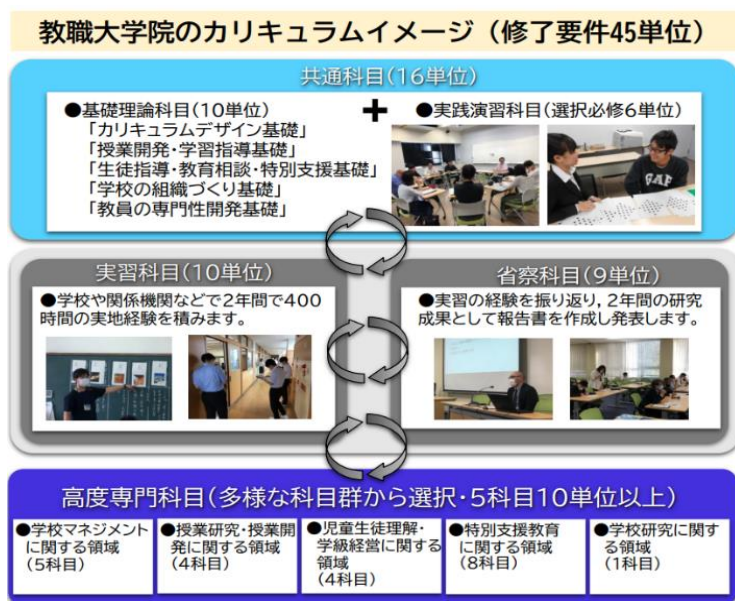 教職大学院のカリキュラムイメージ(修了要件45単位)
共通科目(16単位)
●基礎理論科目(10単位)
「カリキュラムデザイン基礎」
「授業開発・学習指導基礎」
「生徒指導・教育相談・特別支援基礎」
「学校の組織づくり基礎」
「教員の専門性開発基礎」
+
●実践演習科目(選択必修6単位)
GAP
実習科目(10単位)
●学校や関係機関などで2年間で400
時間の実地経験を積みます。
省察科目(9単位)
●実習の経験を振り返り,2年間の研究
成果として報告書を作成し発表します。
高度専門科目(多様な科目群から選択・5科目10単位以上)
●学校マネジメント
に関する領域
(5科目)
●授業研究・授業開
発に関する領域
(4科目)
●児童生徒理解・
学級経営に関する
領域
(4科目)
●特別支援教育
に関する領域
(8科目)
●学校研究に関す
る領域
(1科目)